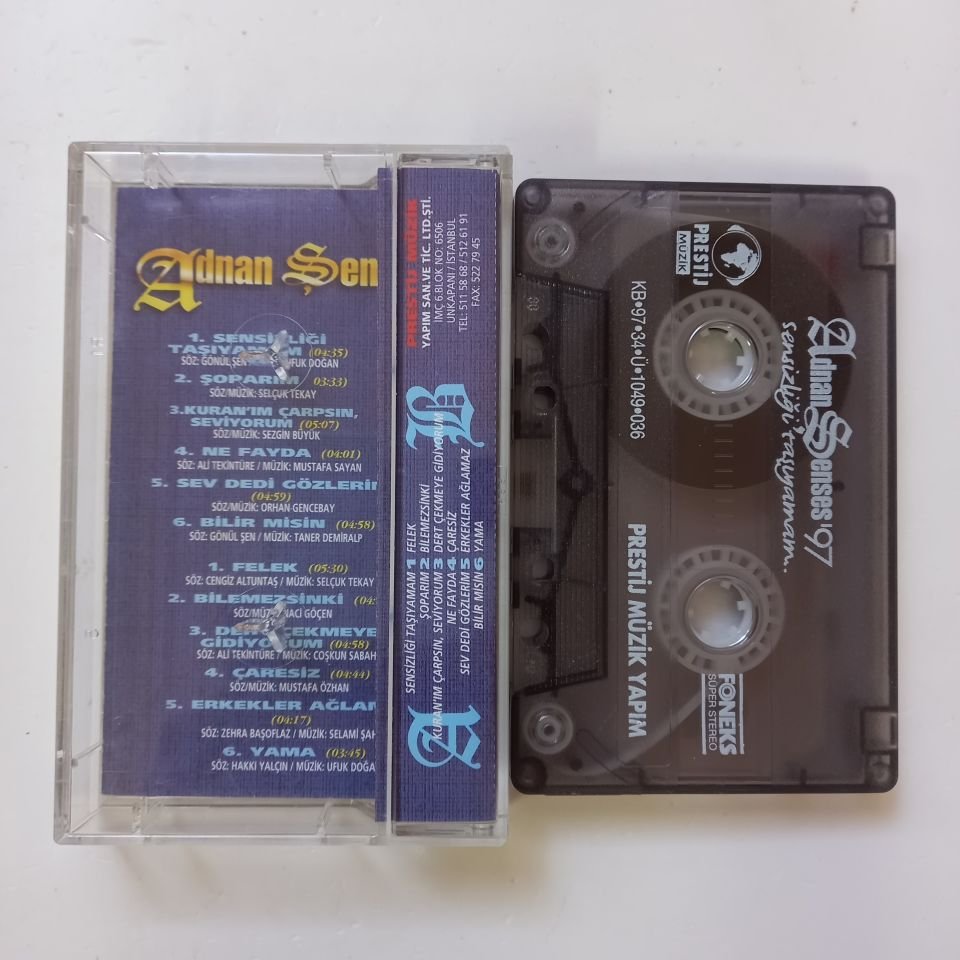 Adnan Şen
1. SENSİZLİĞİ
TAŞIYAMAM (04:35)
SÖZ: GÖNÜL ŞEN UFUK DOĞAN
2. ŞOPARIM 03:33)
SÖZ/MÜZİK: SELÇUK TEKAY
3.KURAN'IM ÇARPSIN,
SEVİYORUM (05:07)
SÖZ/MÜZİK: SEZGİN BÜYÜK
4. NE FAYDA (04:01)
SÖZ: ALİ TEKİNTÜRE / MÜZİK: MUSTAFA SAYAN
5. SEV DEDİ GÖZLERİM
(04:59)
SÖZ/MÜZİK: ORHAN GENCEBAY
6. BİLİR MİSİN (04:58)
SÖZ: GÖNÜL ŞEN / MÜZİK: TANER DEMİRALP
1. FELEK (05:30)
SÖZ: CENGİZ ALTUNTAŞ / MÜZİK: SELÇUK TEKAY
2. BİLEMEZSİNKİ (04:
SÖZ/MÜZ NACİ GÖÇEN
3. DERT ÇEKMEYE
GİDİYORUM (04:58)
SÖZ: ALİ TEKİNTÜRE / MÜZİK: COŞKUN SABAH
4. ÇARESİZ (04:44)
SÖZ/MÜZİK: MUSTAFA ÖZHAN
5. ERKEKLER AĞLAM
(04:17)
SÖZ: ZEHRA BAŞOFLAZ / MÜZİK: SELAMİ ŞAH
6. YAMA (03:45)
SÖZ: HAKKI YALÇIN / MÜZİK: UFUK DOĞA
PRESTİJ MÜZİK
YAPIM SAN.VE TİC. LTD.ŞTİ.
İMÇ 6.BLOK NO: 6506
UNKAPANI / İSTANBUL
TEL: 511 58 68 / 512 61 91
FAX: 522 79 45
A B
SENSİZLİĞİ TAŞIYAMAM 1 FELEK
ŞOPARIM 2 BİLEMEZSİNKİ
KURAN'IM ÇARPSIN, SEVİYORUM 3 DERT ÇEKMEYE GİDİYORUM
NE FAYDA 4 ÇARESİZ
SEV DEDİ GÖZLERİM 5 ERKEKLER AĞLAMAZ
BİLİR MİSİN 6 YAMA
Adnan Şenses '97
sensizliği taşıyamam..
PRESTİJ
MÜZİK
KB•97•34•Ü•1049•036
PRESTİJ MÜZİK YAPIM
FONEKS
SÜPER STEREO